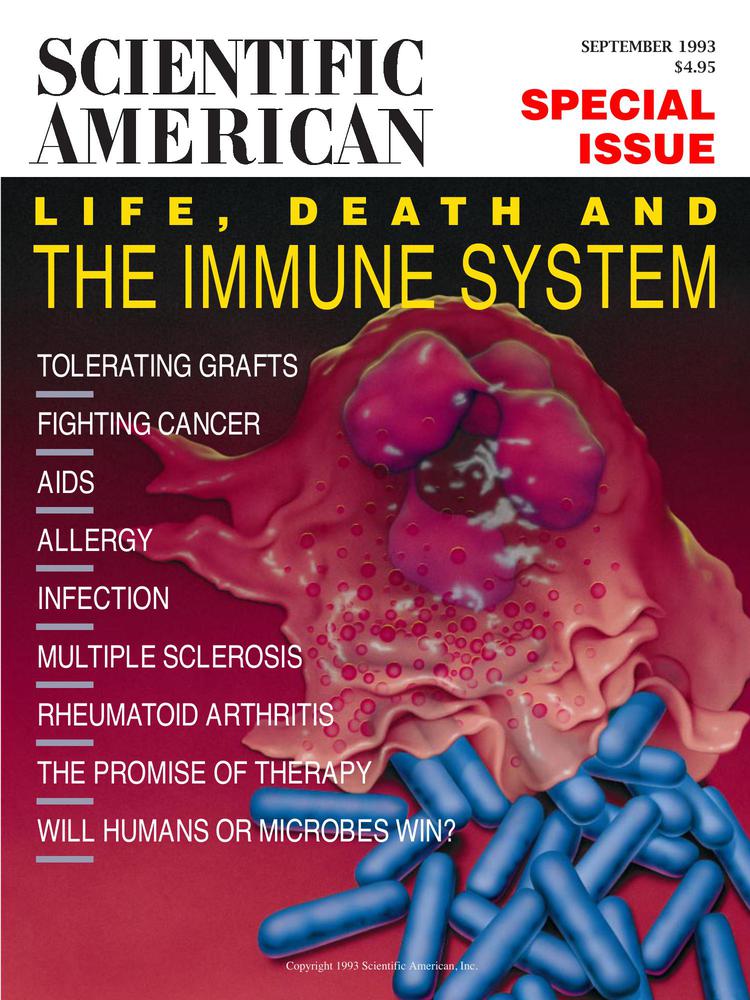 SCIENTIFIC
AMERICAN
SEPTEMBER 1993
$4.95
SPECIAL
ISSUE
LIFE, DEATH AND
THE IMMUNE SYSTEM
TOLERATING GRAFTS
FIGHTING CANCER
AIDS
ALLERGY
INFECTION
MULTIPLE SCLEROSIS
RHEUMATOID ARTHRITIS
THE PROMISE OF THERAPY
WILL HUMANS OR MICROBES WIN?
Copyright 1993 Scientific American, Inc.